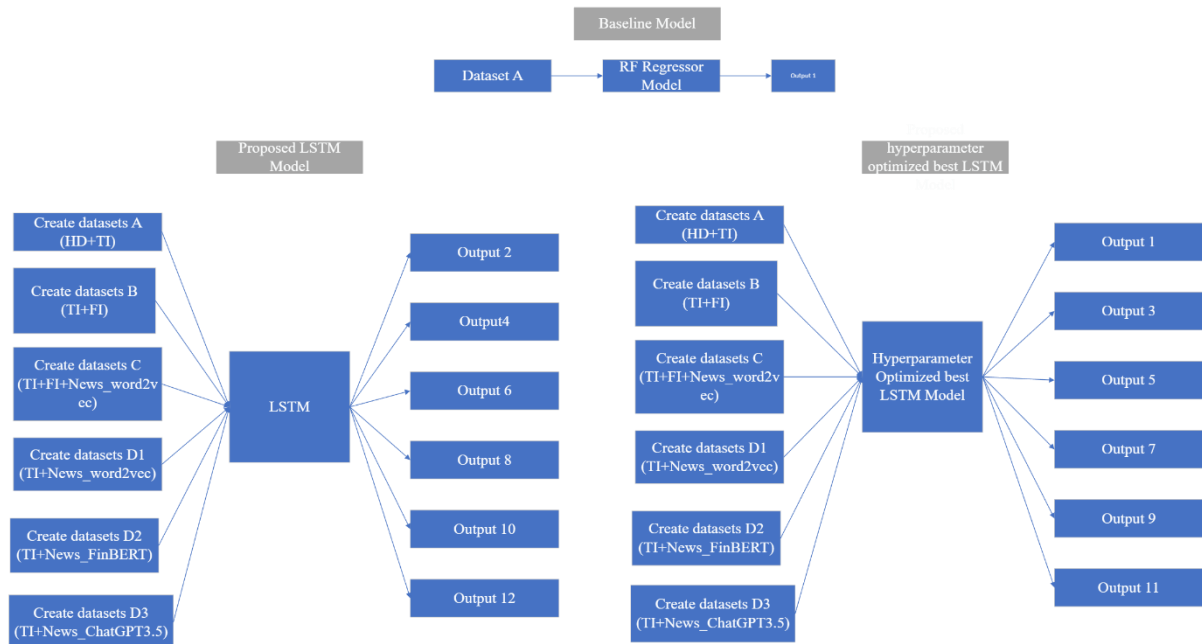 Baseline Model
Dataset A
RF Regressor
Model
Output
Proposed LSTM
Model
Create datasets A
(HD+TI)
Create datasets B
(TI+FI)
Create datasets C
(TI+FI+News_word2v
ec)
Create datasets D1
(TI+News_word2vec)
Create datasets D2
(TI+News_FinBERT)
Create datasets D3
(TI+News_ChatGPT3.5)
LSTM
Output 2
Output4
Output 6
Output 8
Output 10
Output 12
Proposed
hyperparameter
optimized best LSTM
Model
Create datasets A
(HD+TI)
Create datasets B
(TI+FI)
Create datasets C
(TI+FI+News_word2v
ec)
Create datasets D1
(TI+News_word2vec)
Create datasets D2
(TI+News_FinBERT)
Create datasets D3
(TI+News_ChatGPT3.5)
Hyperparameter
Optimized best
LSTM Model
Output 1
Output 3
Output 5
Output 7
Output 9
Output 11